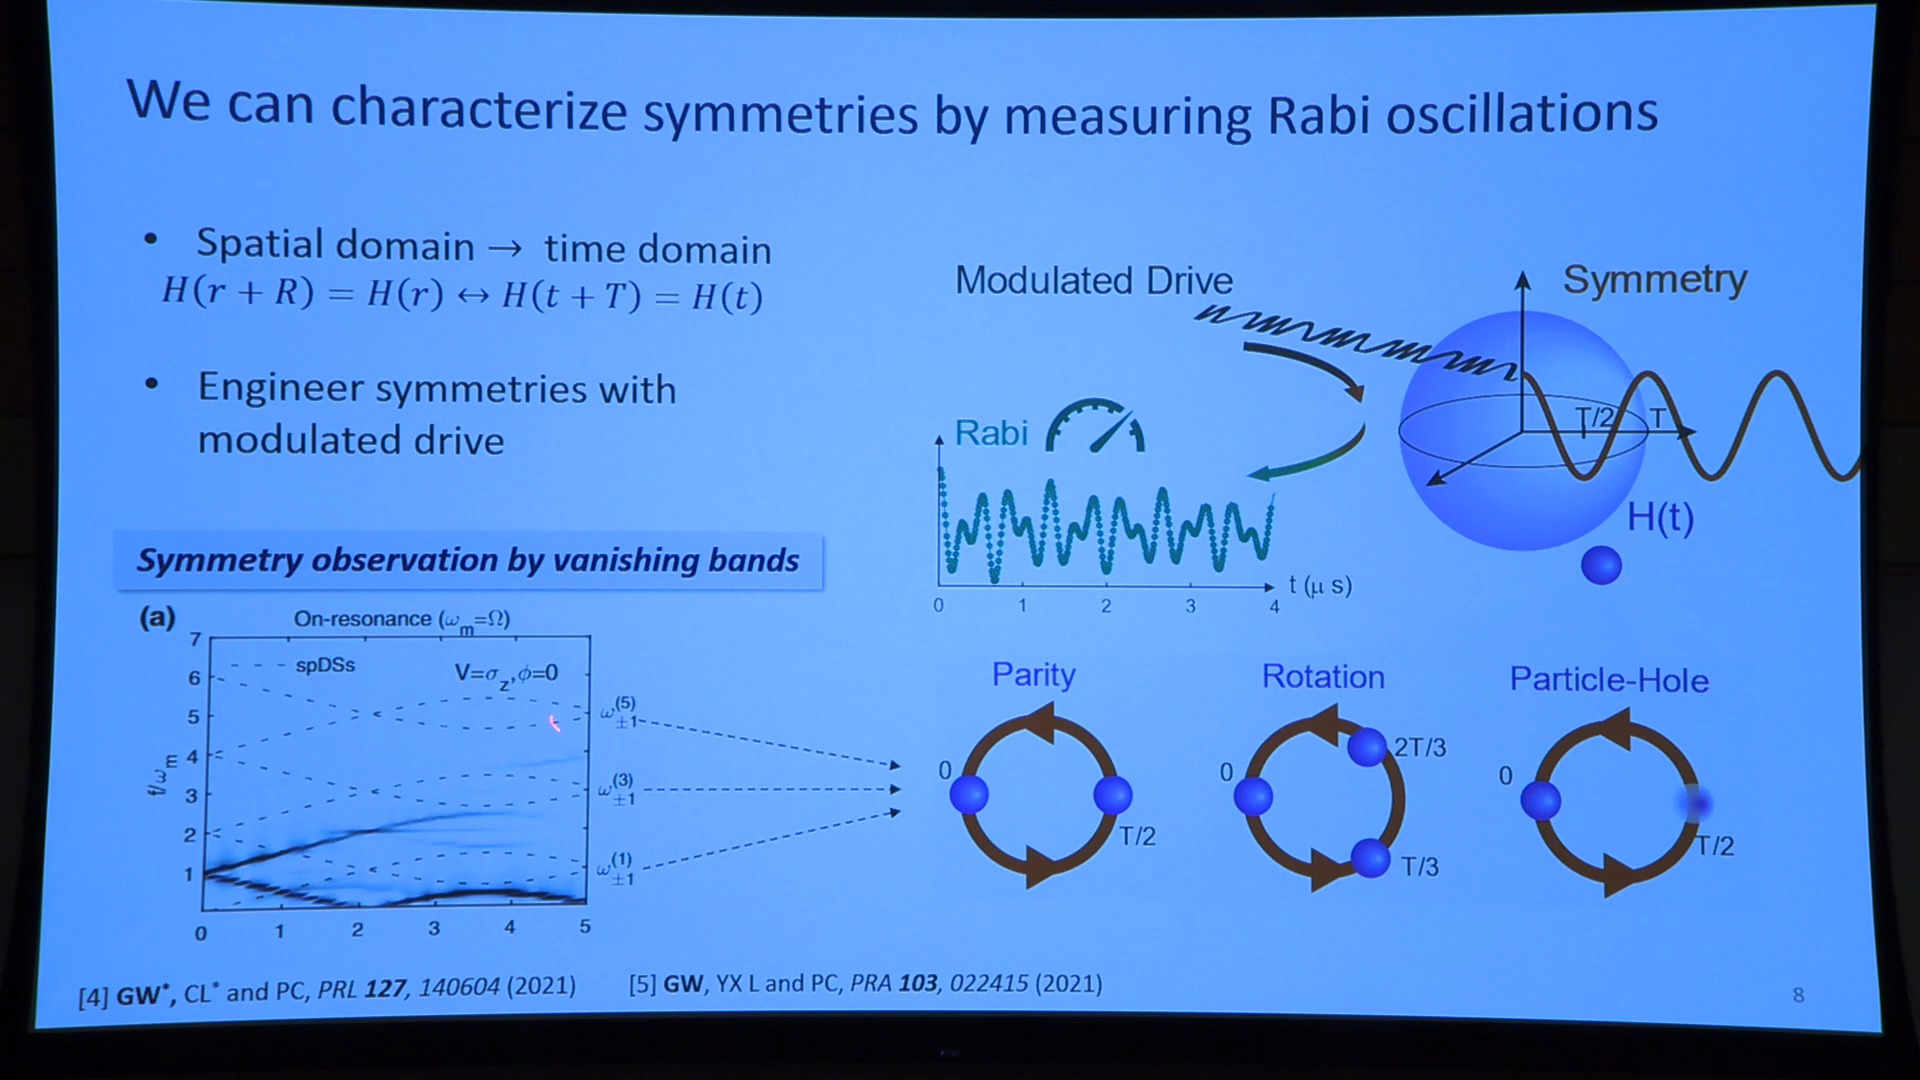 We can characterize symmetries by measuring Rabi oscillations
• Spatial domain → time domain
H(r + R) = H(r) ↔ H(t + T) = H(t)
• Engineer symmetries with
modulated drive
Symmetry observation by vanishing bands
(a)
On-resonance (ω_m=Ω)
spDSs
V=σ_z,ϕ=0
f/ω_m
7
6
5
4
3
2
1
0 1 2 3 4 5
ω_±1^(5)
ω_±1^(3)
ω_±1^(1)
Modulated Drive
Symmetry
T/2
T
H(t)
Rabi
t (μ s)
0 1 2 3 4
Parity
0
T/2
Rotation
0
2T/3
T/3
Particle-Hole
0
T/2
[4] GW*, CL* and PC, PRL 127, 140604 (2021)
[5] GW, YX L and PC, PRA 103, 022415 (2021)
8